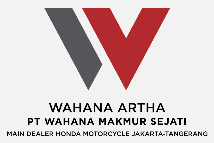 WAHANA ARTHA
PT WAHANA MAKMUR SEJATI
MAIN DEALER HONDA MOTORCYCLE JAKARTA-TANGERANG